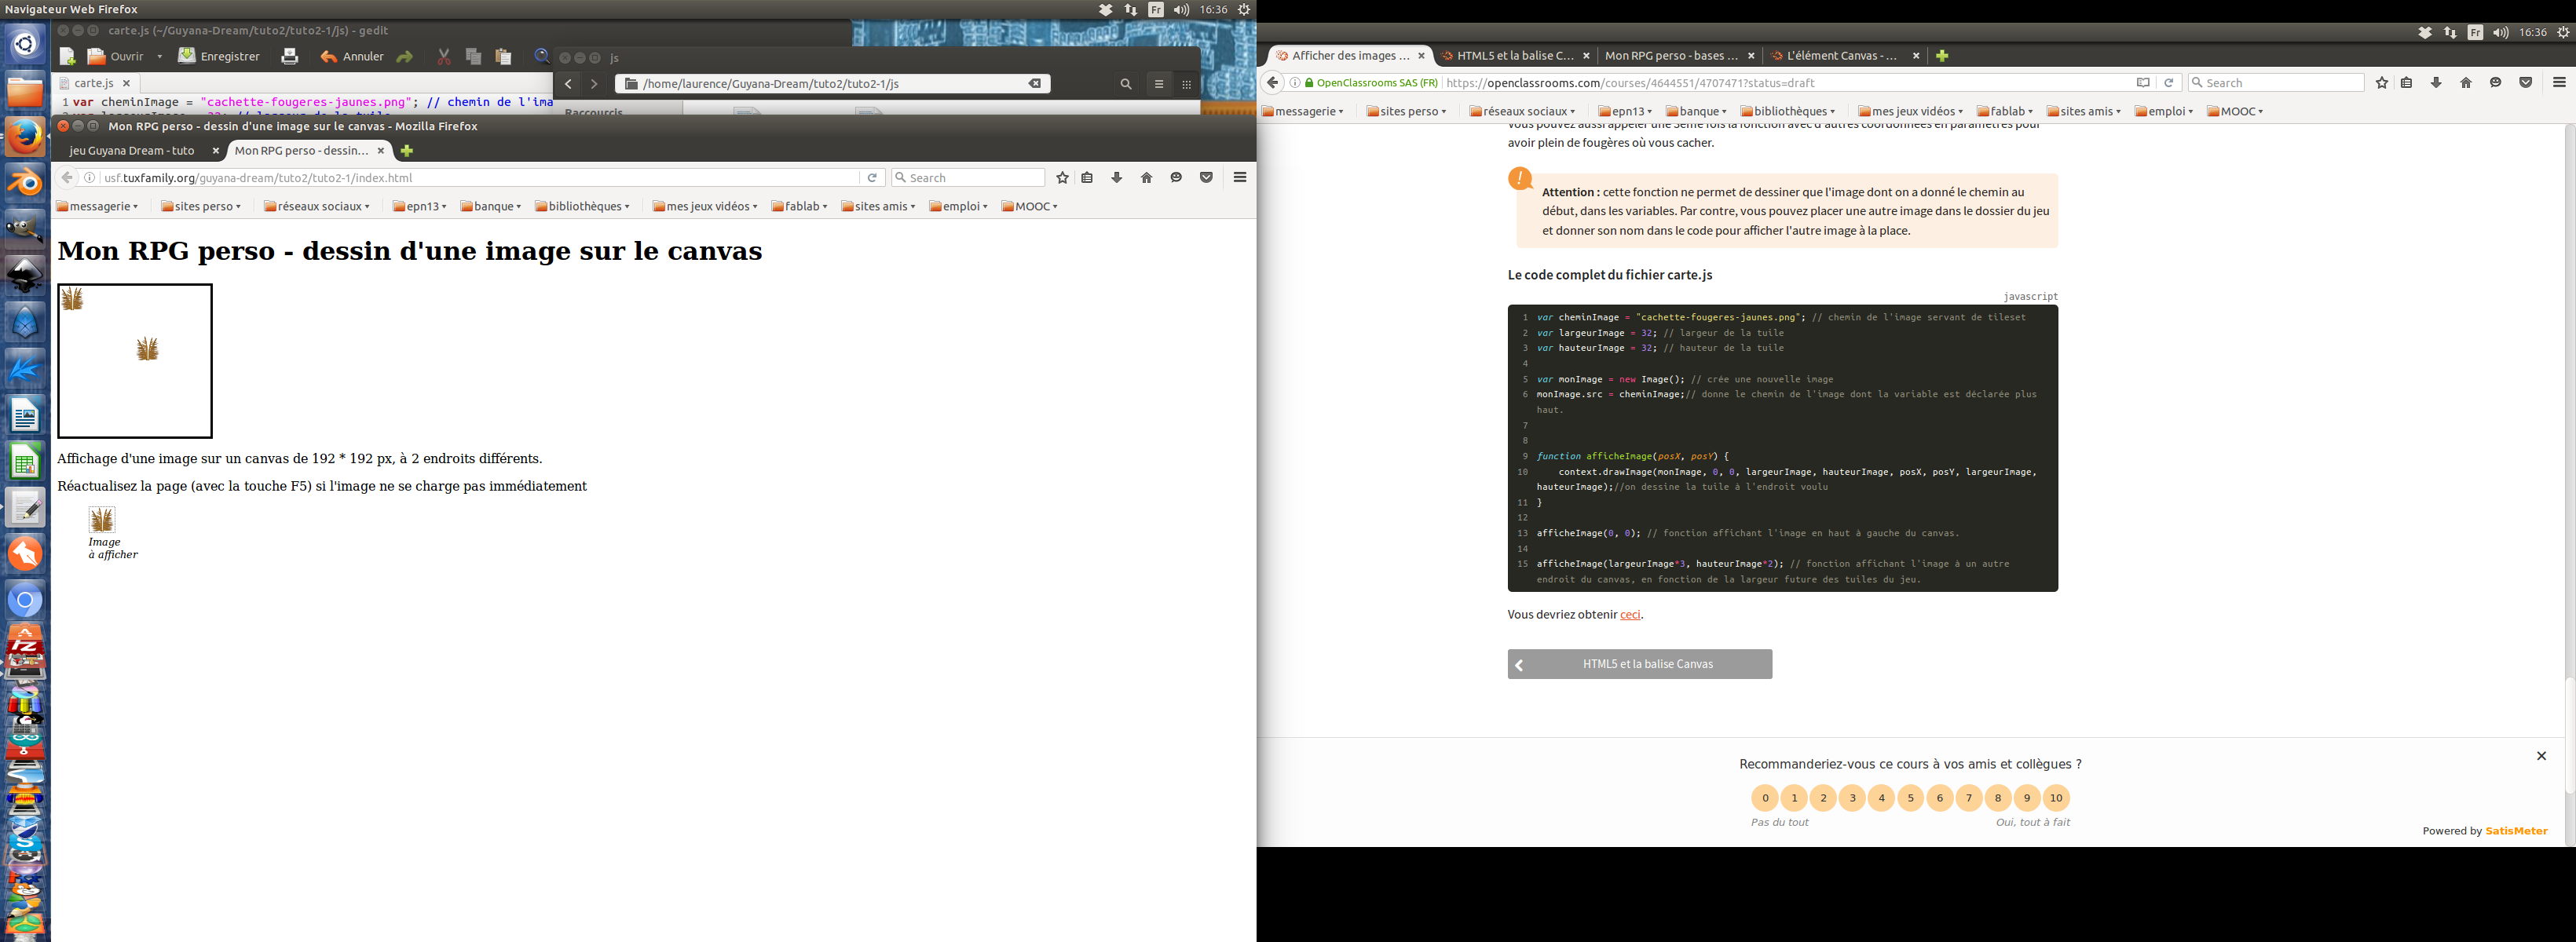 Navigateur Web Firefox
Fr
16:36
carte.js (~/Guyana-Dream/tuto2/tuto2-1/js) - gedit
Ouvrir
Enregistrer
Annuler
js
carte.js
/home/laurence/Guyana-Dream/tuto2/tuto2-1/js
1 var cheminImage = "cachette-fougeres-jaunes.png"; // chemin de l'ima
Raccourcis
Mon RPG perso - dessin d'une image sur le canvas - Mozilla Firefox
jeu Guyana Dream - tuto
Mon RPG perso - dessin...
usf.tuxfamily.org/guyana-dream/tuto2/tuto2-1/index.html
Search
messagerie
sites perso
réseaux sociaux
epn13
banque
bibliothèques
mes jeux vidéos
fablab
sites amis
emploi
MOOC
Mon RPG perso - dessin d'une image sur le canvas
Affichage d'une image sur un canvas de 192 * 192 px, à 2 endroits différents.
Réactualisez la page (avec la touche F5) si l'image ne se charge pas immédiatement
Image
à afficher
Fr
16:36
Afficher des images ...
HTML5 et la balise C...
Mon RPG perso - bases ...
L'élément Canvas - ...
OpenClassrooms SAS (FR)
https://openclassrooms.com/courses/4644551/4707471?status=draft
Search
messagerie
sites perso
réseaux sociaux
epn13
banque
bibliothèques
mes jeux vidéos
fablab
sites amis
emploi
MOOC
Vous pouvez aussi appeler une 3ème fois la fonction avec d'autres coordonnées en paramètres pour
avoir plein de fougères où vous cacher.
!
Attention : cette fonction ne permet de dessiner que l'image dont on a donné le chemin au
début, dans les variables. Par contre, vous pouvez placer une autre image dans le dossier du jeu
et donner son nom dans le code pour afficher l'autre image à la place.
Le code complet du fichier carte.js
javascript
1 var cheminImage = "cachette-fougeres-jaunes.png"; // chemin de l'image servant de tileset
2 var largeurImage = 32; // largeur de la tuile
3 var hauteurImage = 32; // hauteur de la tuile
4
5 var monImage = new Image(); // crée une nouvelle image
6 monImage.src = cheminImage;// donne le chemin de l'image dont la variable est déclarée plus
haut.
7
8
9 function afficheImage(posX, posY) {
10 context.drawImage(monImage, 0, 0, largeurImage, hauteurImage, posX, posY, largeurImage,
hauteurImage);//on dessine la tuile à l'endroit voulu
11 }
12
13 afficheImage(0, 0); // fonction affichant l'image en haut à gauche du canvas.
14
15 afficheImage(largeurImage*3, hauteurImage*2); // fonction affichant l'image à un autre
endroit du canvas, en fonction de la largeur future des tuiles du jeu.
Vous devriez obtenir ceci.
HTML5 et la balise Canvas
Recommanderiez-vous ce cours à vos amis et collègues ?
0 1 2 3 4 5 6 7 8 9 10
Pas du tout
Oui, tout à fait
Powered by SatisMeter